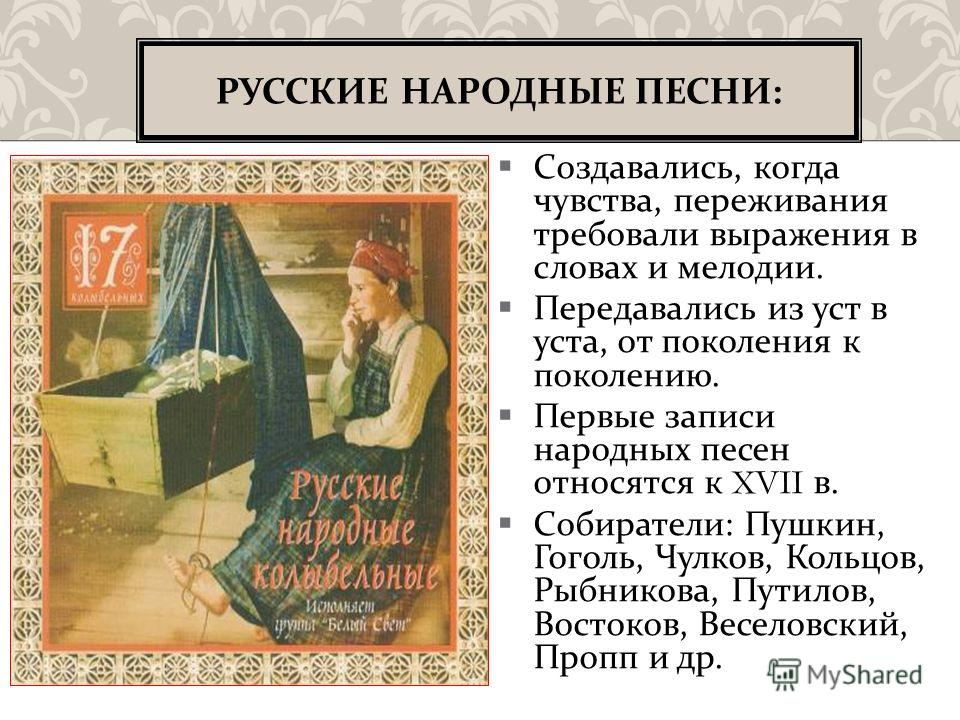 РУССКИЕ НАРОДНЫЕ ПЕСНИ:
17
колыбельных
Русские
народные
колыбельные
Исполняет
группа "Белый Свет"
Создавались, когда
чувства, переживания
требовали выражения в
словах и мелодии.
Передавались из уст в
уста, от поколения к
поколению.
Первые записи
народных песен
относятся к XVII в.
Собиратели: Пушкин,
Гоголь, Чулков, Кольцов,
Рыбникова, Путилов,
Востоков, Веселовский,
Пропп и др.
MyShared